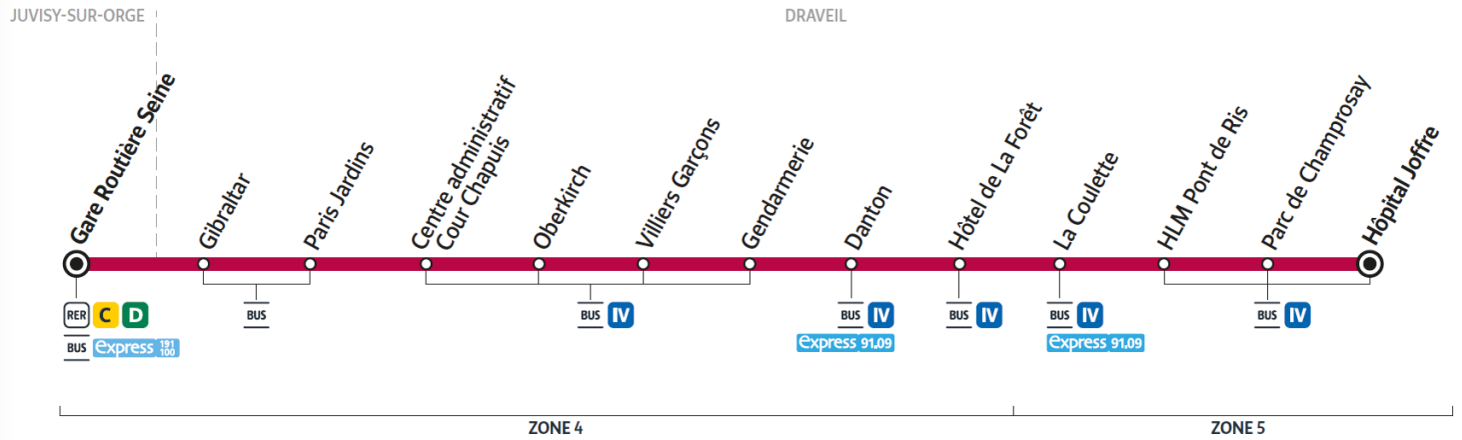 JUVISY-SUR-ORGE
DRAVEIL
Gare Routière Seine
Gibraltar
Paris Jardins
Centre administratif
Cour Chapuis
Oberkirch
Villiers Garçons
Gendarmerie
Danton
Hôtel de La Forêt
La Coulette
HLM Pont de Ris
Parc de Champrosay
Hôpital Joffre
RER C D
BUS express 191 100
BUS
BUS IV
BUS IV
express 91.09
BUS IV
BUS IV
express 91.09
BUS IV
ZONE 4
ZONE 5